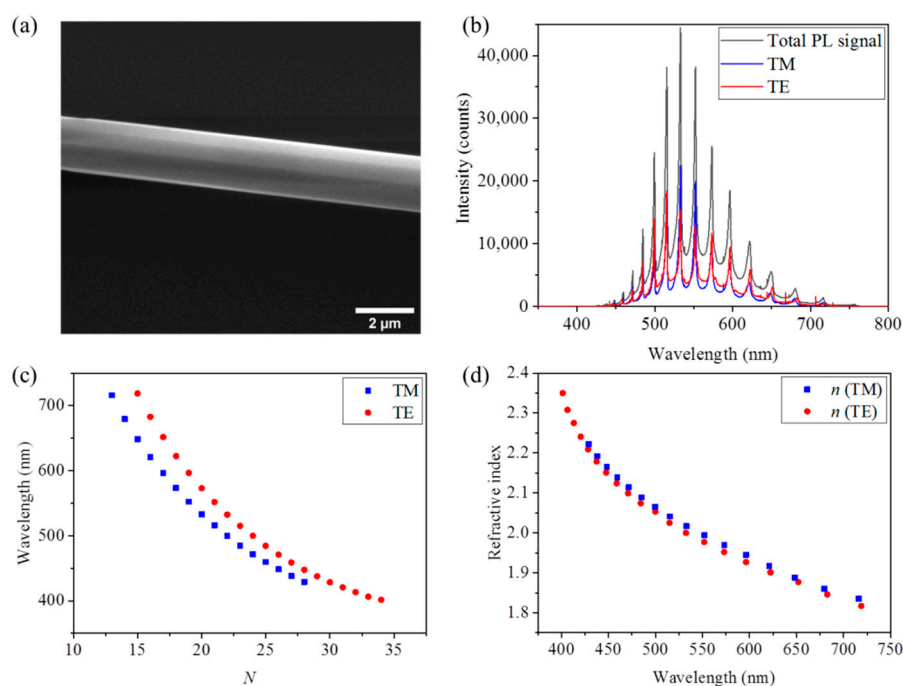 (a)
2 μm
(b)
Total PL signal
TM
TE
Intensity (counts)
40,000
30,000
20,000
10,000
0
400
500
600
700
800
Wavelength (nm)
(c)
TM
TE
Wavelength (nm)
700
600
500
400
10
15
20
25
30
35
N
(d)
n (TM)
n (TE)
Refractive index
2.4
2.3
2.2
2.1
2.0
1.9
1.8
400
450
500
550
600
650
700
750
Wavelength (nm)